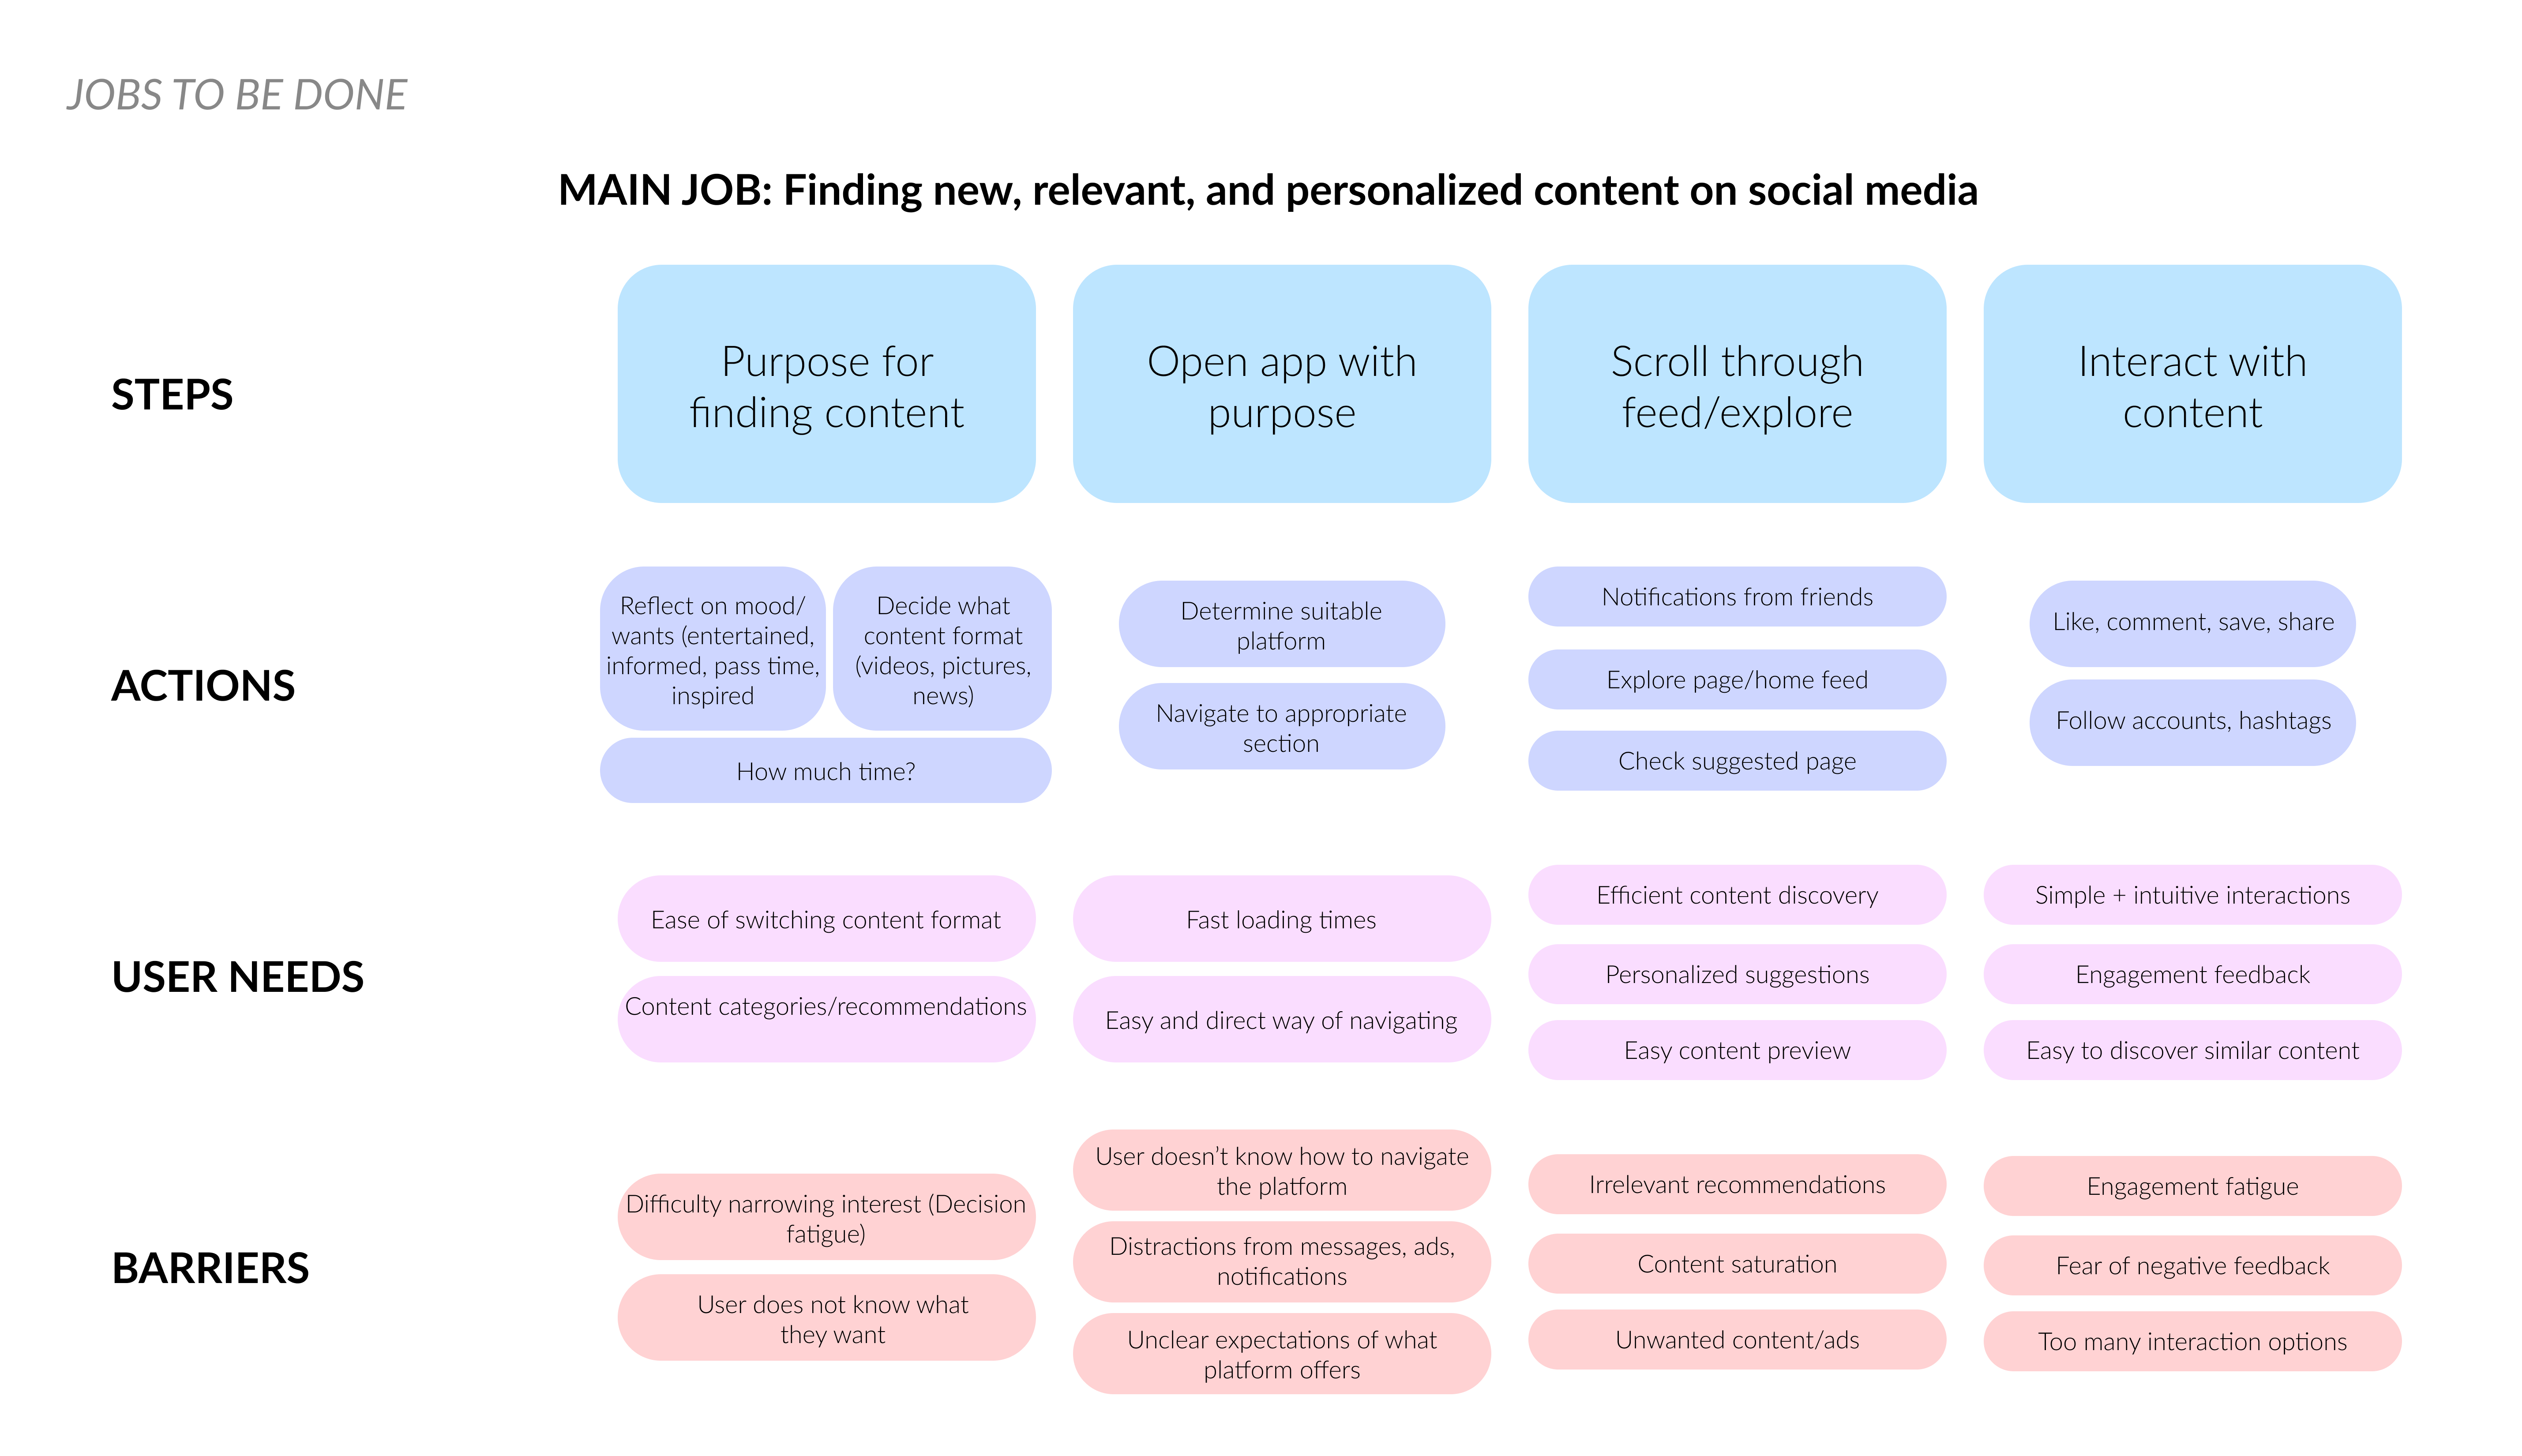 JOBS TO BE DONE
MAIN JOB: Finding new, relevant, and personalized content on social media
STEPS
Purpose for
finding content
Open app with
purpose
Scroll through
feed/explore
Interact with
content
ACTIONS
Reflect on mood/
wants (entertained,
informed, pass time,
inspired
Decide what
content format
(videos, pictures,
news)
How much time?
Determine suitable
platform
Navigate to appropriate
section
Notifications from friends
Explore page/home feed
Check suggested page
Like, comment, save, share
Follow accounts, hashtags
USER NEEDS
Ease of switching content format
Content categories/recommendations
Fast loading times
Easy and direct way of navigating
Efficient content discovery
Personalized suggestions
Easy content preview
Simple + intuitive interactions
Engagement feedback
Easy to discover similar content
BARRIERS
Difficulty narrowing interest (Decision
fatigue)
User does not know what
they want
User doesn’t know how to navigate
the platform
Distractions from messages, ads,
notifications
Unclear expectations of what
platform offers
Irrelevant recommendations
Content saturation
Unwanted content/ads
Engagement fatigue
Fear of negative feedback
Too many interaction options